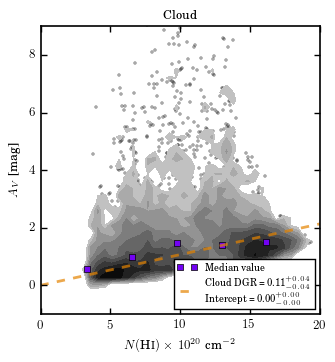 Cloud
8
6
4
2
0
A_V [mag]
0 5 10 15 20
N(HI) × 10^20 cm^−2
Median value
Cloud DGR = 0.11^{+0.04}_{−0.04}
Intercept = 0.00^{+0.00}_{−0.00}